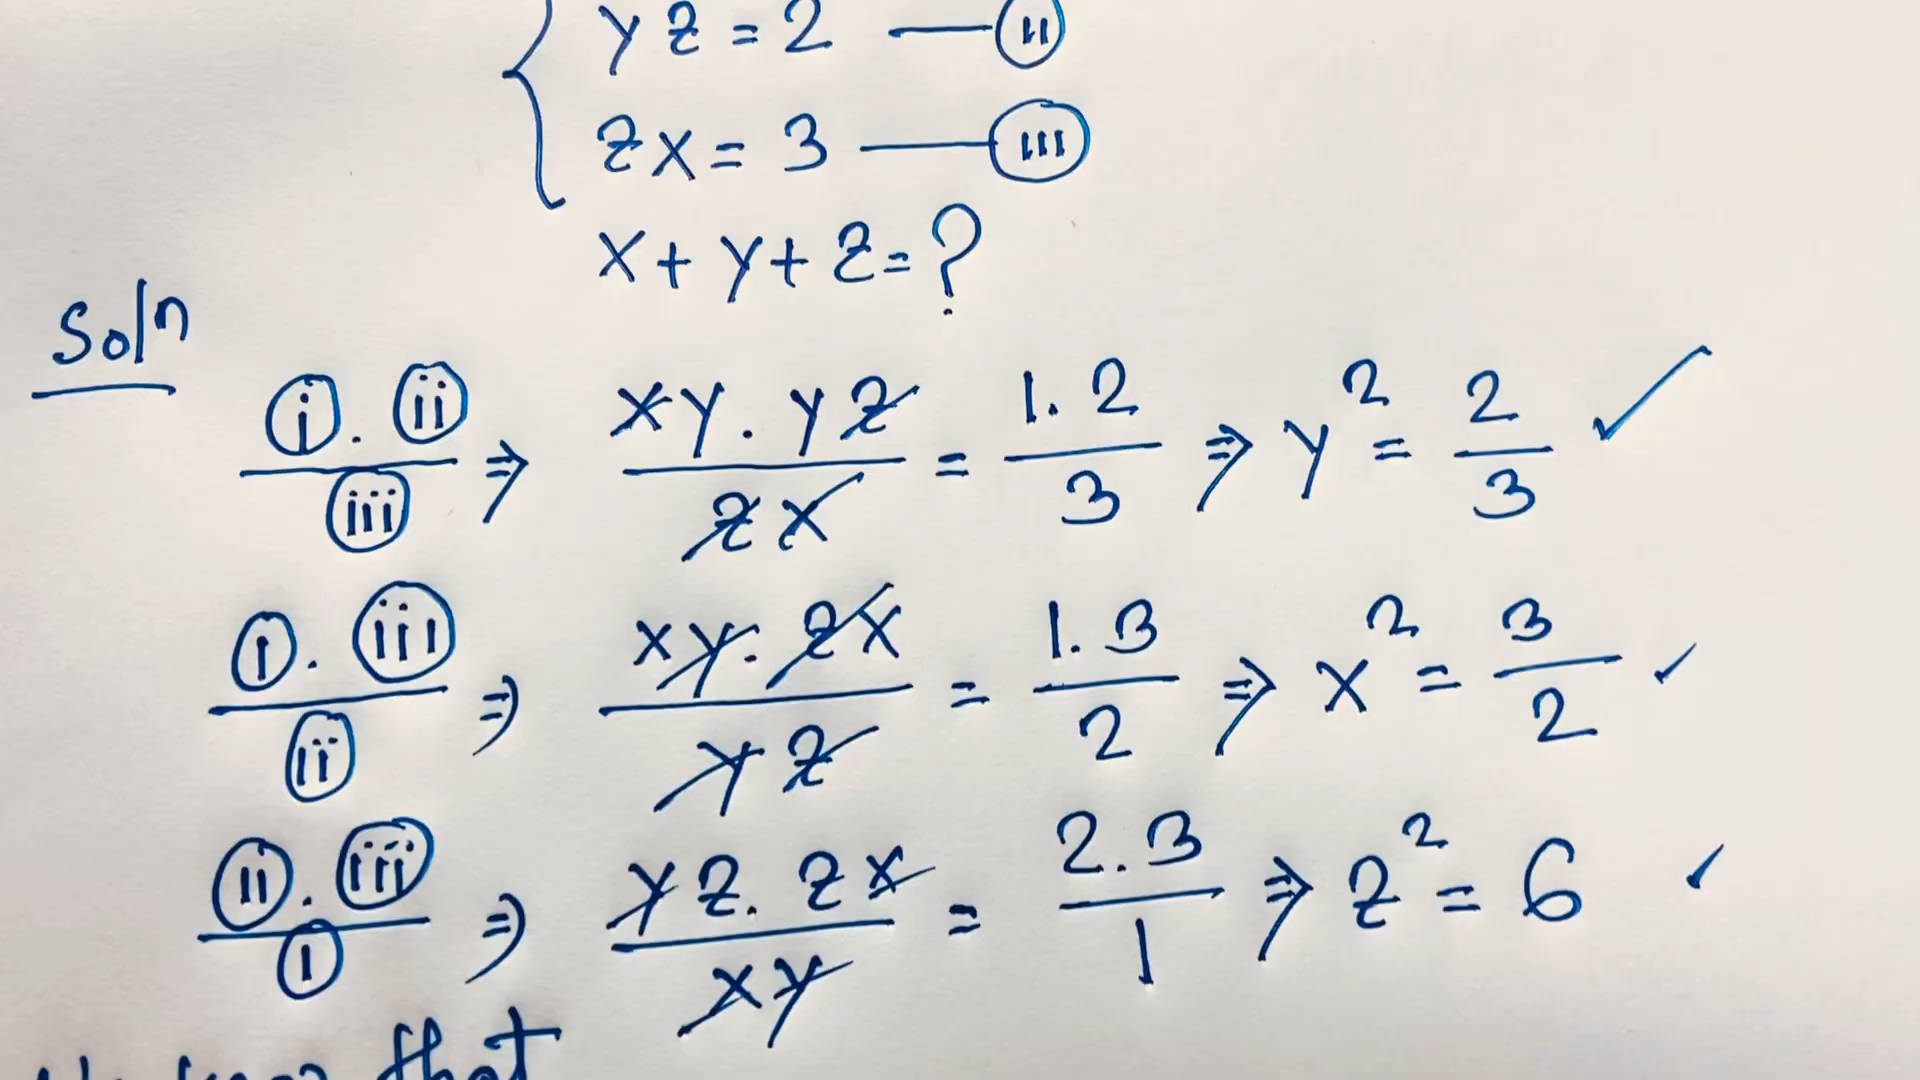 yz = 2 — (ii)
zx = 3 — (iii)
x + y + z = ?
Soln
(i) . (ii) / (iii) ⇒ xy . yz / zx = 1 . 2 / 3 ⇒ y² = 2/3 ✓
(i) . (iii) / (ii) ⇒ xy . zx / yz = 1 . 3 / 2 ⇒ x² = 3/2 ✓
(ii) . (iii) / (i) ⇒ yz . zx / xy = 2 . 3 / 1 ⇒ z² = 6 ✓
that